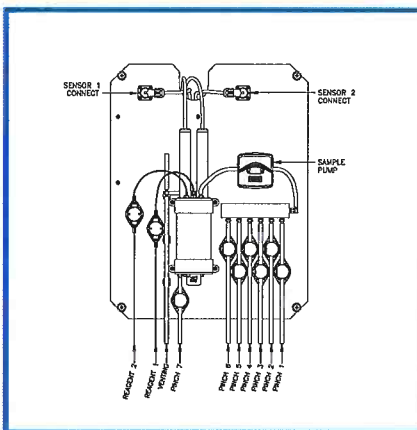 SENSOR 1
CONNECT
SENSOR 2
CONNECT
SAMPLE
PUMP
REAGENT 2
REAGENT 1
VENTING
PINCH 7
PINCH 6
PINCH 5
PINCH 4
PINCH 3
PINCH 2
PINCH 1